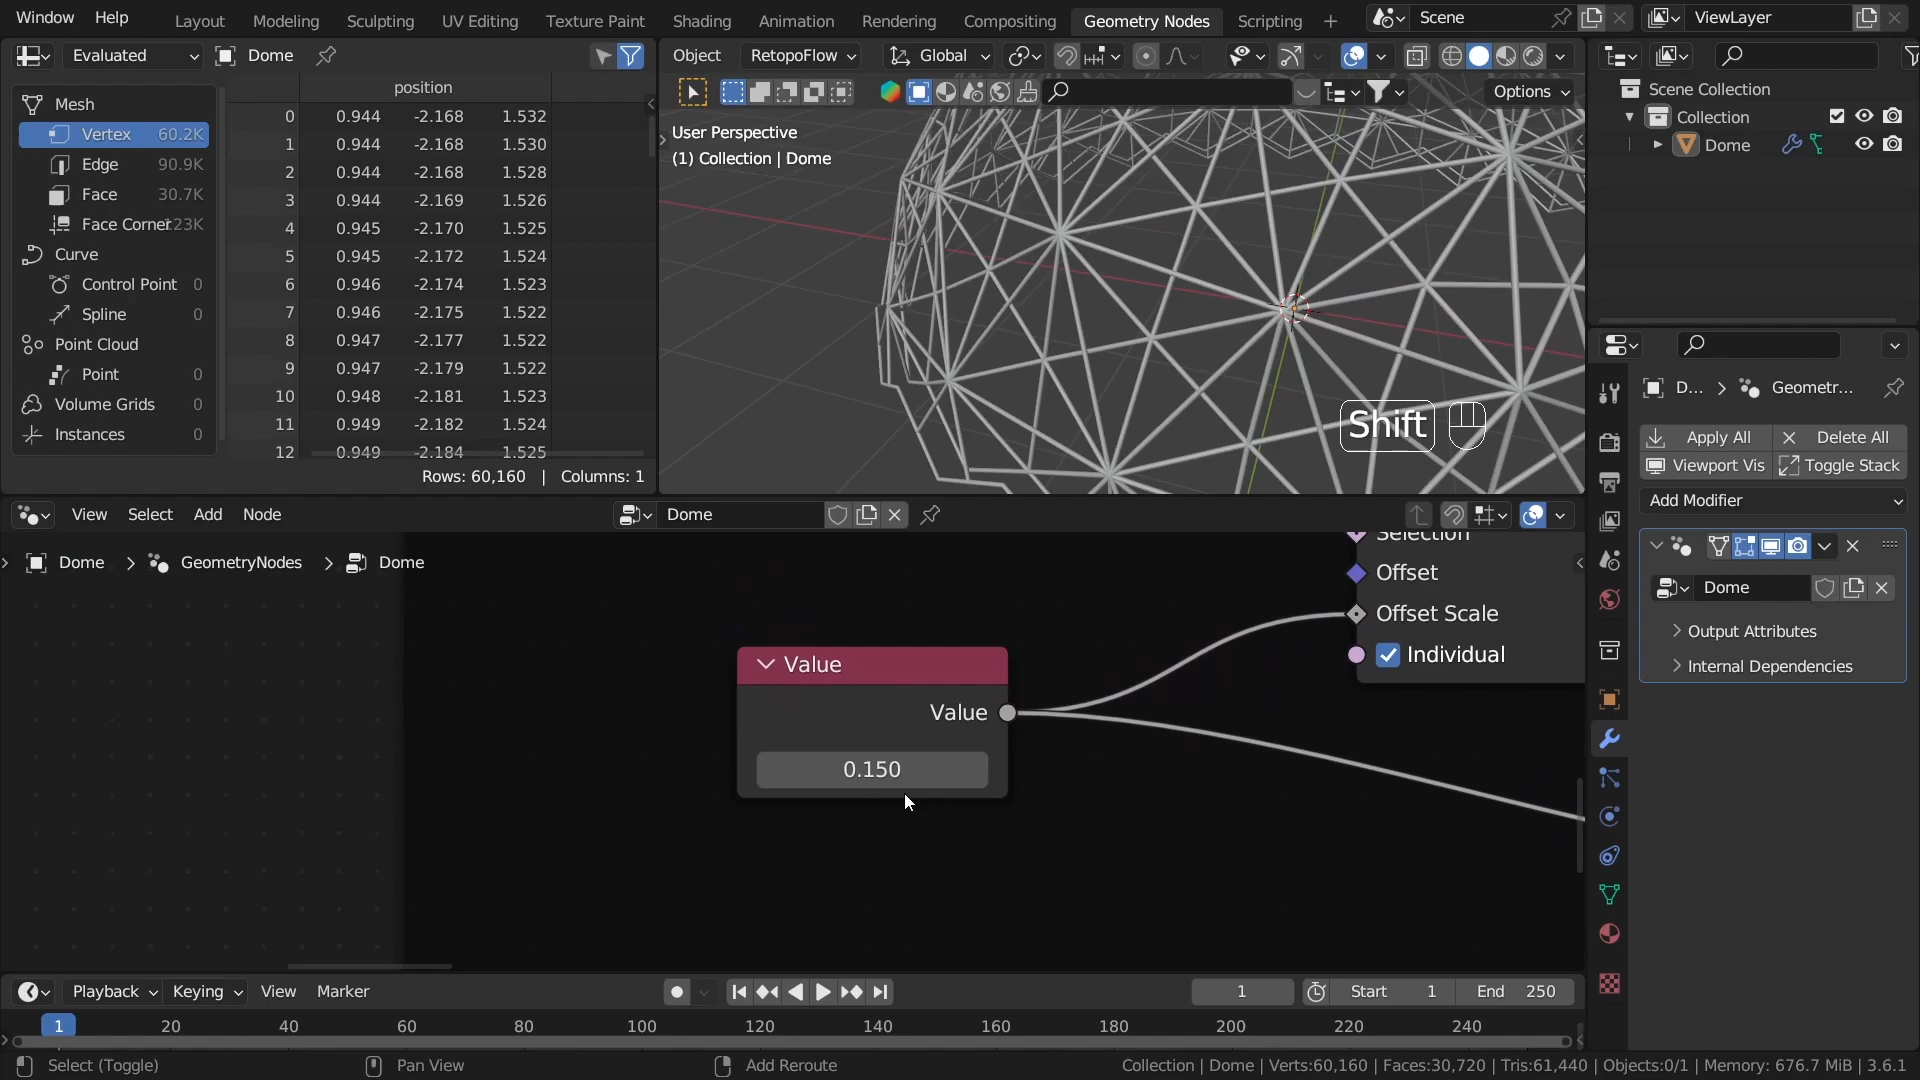 Window Help Layout Modeling Sculpting UV Editing Texture Paint Shading Animation Rendering Compositing Geometry Nodes Scripting + Scene ViewLayer
Evaluated Dome
Object RetopoFlow Global
Options
position
Mesh
Vertex 60.2K
Edge 90.9K
Face 30.7K
Face Corner 23K
Curve
Control Point 0
Spline 0
Point Cloud
Point 0
Volume Grids 0
Instances 0
0 0.944 -2.168 1.532
1 0.944 -2.168 1.530
2 0.944 -2.168 1.528
3 0.944 -2.169 1.526
4 0.945 -2.170 1.525
5 0.945 -2.172 1.524
6 0.946 -2.174 1.523
7 0.946 -2.175 1.522
8 0.947 -2.177 1.522
9 0.947 -2.179 1.522
10 0.948 -2.181 1.523
11 0.949 -2.182 1.524
12 0.949 -2.184 1.525
Rows: 60,160 | Columns: 1
User Perspective
(1) Collection | Dome
Shift
Scene Collection
Collection
Dome
D... Geometr...
Apply All Delete All
Viewport Vis Toggle Stack
Add Modifier
Dome
Output Attributes
Internal Dependencies
View Select Add Node Dome
Dome GeometryNodes Dome
Selection
Offset
Offset Scale
Individual
Value
Value
0.150
Playback Keying View Marker 1 Start 1 End 250
1 20 40 60 80 100 120 140 160 180 200 220 240
Select (Toggle) Pan View Add Reroute Collection | Dome | Verts:60,160 | Faces:30,720 | Tris:61,440 | Objects:0/1 | Memory: 676.7 MiB | 3.6.1